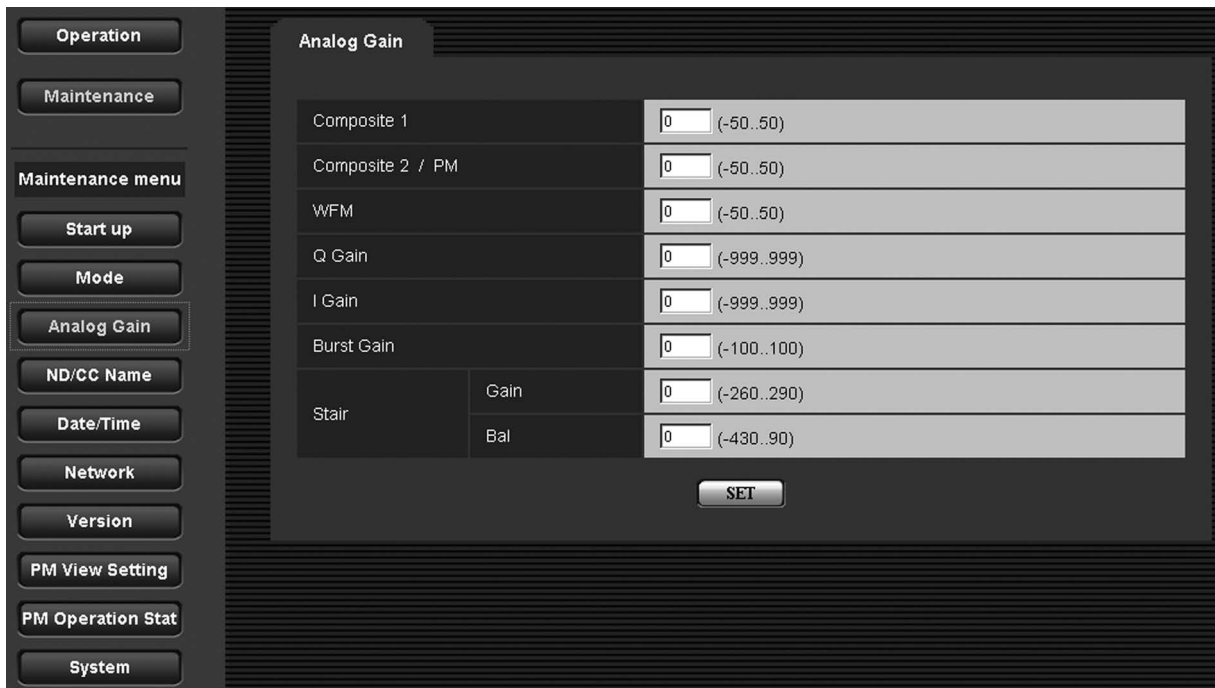 Operation
Maintenance
Maintenance menu
Start up
Mode
Analog Gain
ND/CC Name
Date/Time
Network
Version
PM View Setting
PM Operation Stat
System
Analog Gain
Composite 1 0 (-50..50)
Composite 2 / PM 0 (-50..50)
WFM 0 (-50..50)
Q Gain 0 (-999..999)
I Gain 0 (-999..999)
Burst Gain 0 (-100..100)
Stair
Gain 0 (-260..290)
Bal 0 (-430..90)
SET